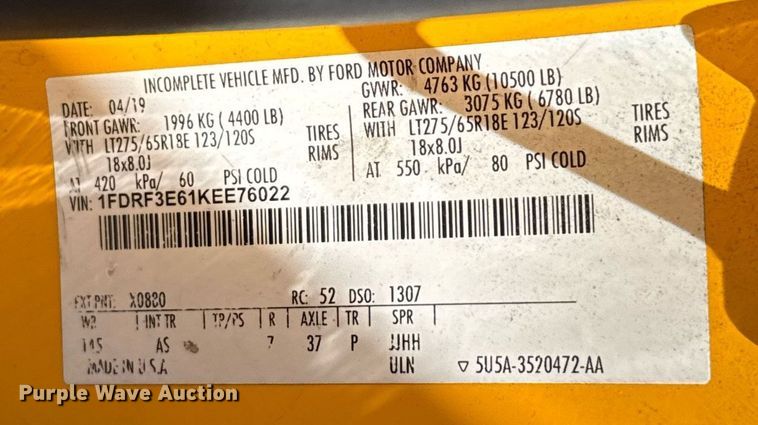 INCOMPLETE VEHICLE MFD. BY FORD MOTOR COMPANY
DATE: 04/19
GVWR: 4763 KG (10500 LB)
FRONT GAWR: 1996 KG (4400 LB)
REAR GAWR: 3075 KG (6780 LB)
WITH LT275/65R18E 123/120S TIRES
WITH LT275/65R18E 123/120S TIRES
18x8.0J RIMS
18x8.0J RIMS
AT 420 kPa/ 60 PSI COLD
AT 550 kPa/ 80 PSI COLD
VIN: 1FDRF3E61KEE76022
EXT PNT: RC: 52 DSO: 1307
WB INT TR TP/PS R AXLE TR SPR
145 AS 7 37 P JJHH
MADE IN U.S.A ULN ▽ 5U5A-3520472-AA
Purple Wave Auction